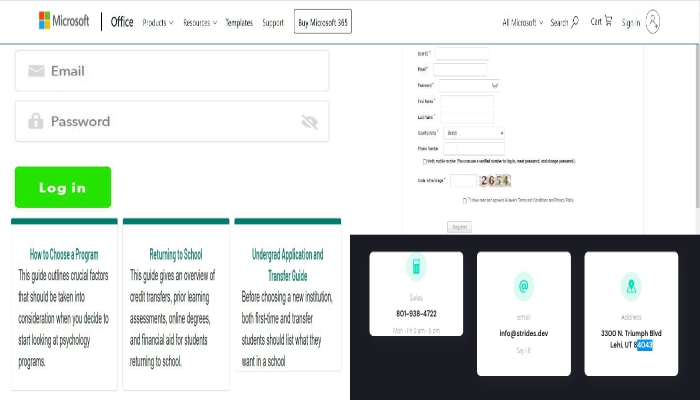 Microsoft
Office
Products
Resources
Templates
Support
Buy Microsoft 365
All Microsoft
Search
Cart
Sign in
Email
Password
Log in
How to Choose a Program
This guide outlines crucial factors
that should be taken into
consideration when you decide to
start looking at psychology
programs.
Returning to School
This guide gives an overview of
credit transfers, prior learning
assessments, online degrees,
and financial aid for students
returning to school.
Undergrad Application and
Transfer Guide
Before choosing a new institution,
both first-time and transfer
students should list what they
want in a school
Email*
Password*
First Name*
Last Name*
Country/Area*
Phone Number
Code in the image*
2654
Register
Sales
801-938-4722
Mon - Fri 9 am - 5 pm
@
Email
info@strides.dev
Say Hi
Address
3300 N. Triumph Blvd
Lehi, UT 84043